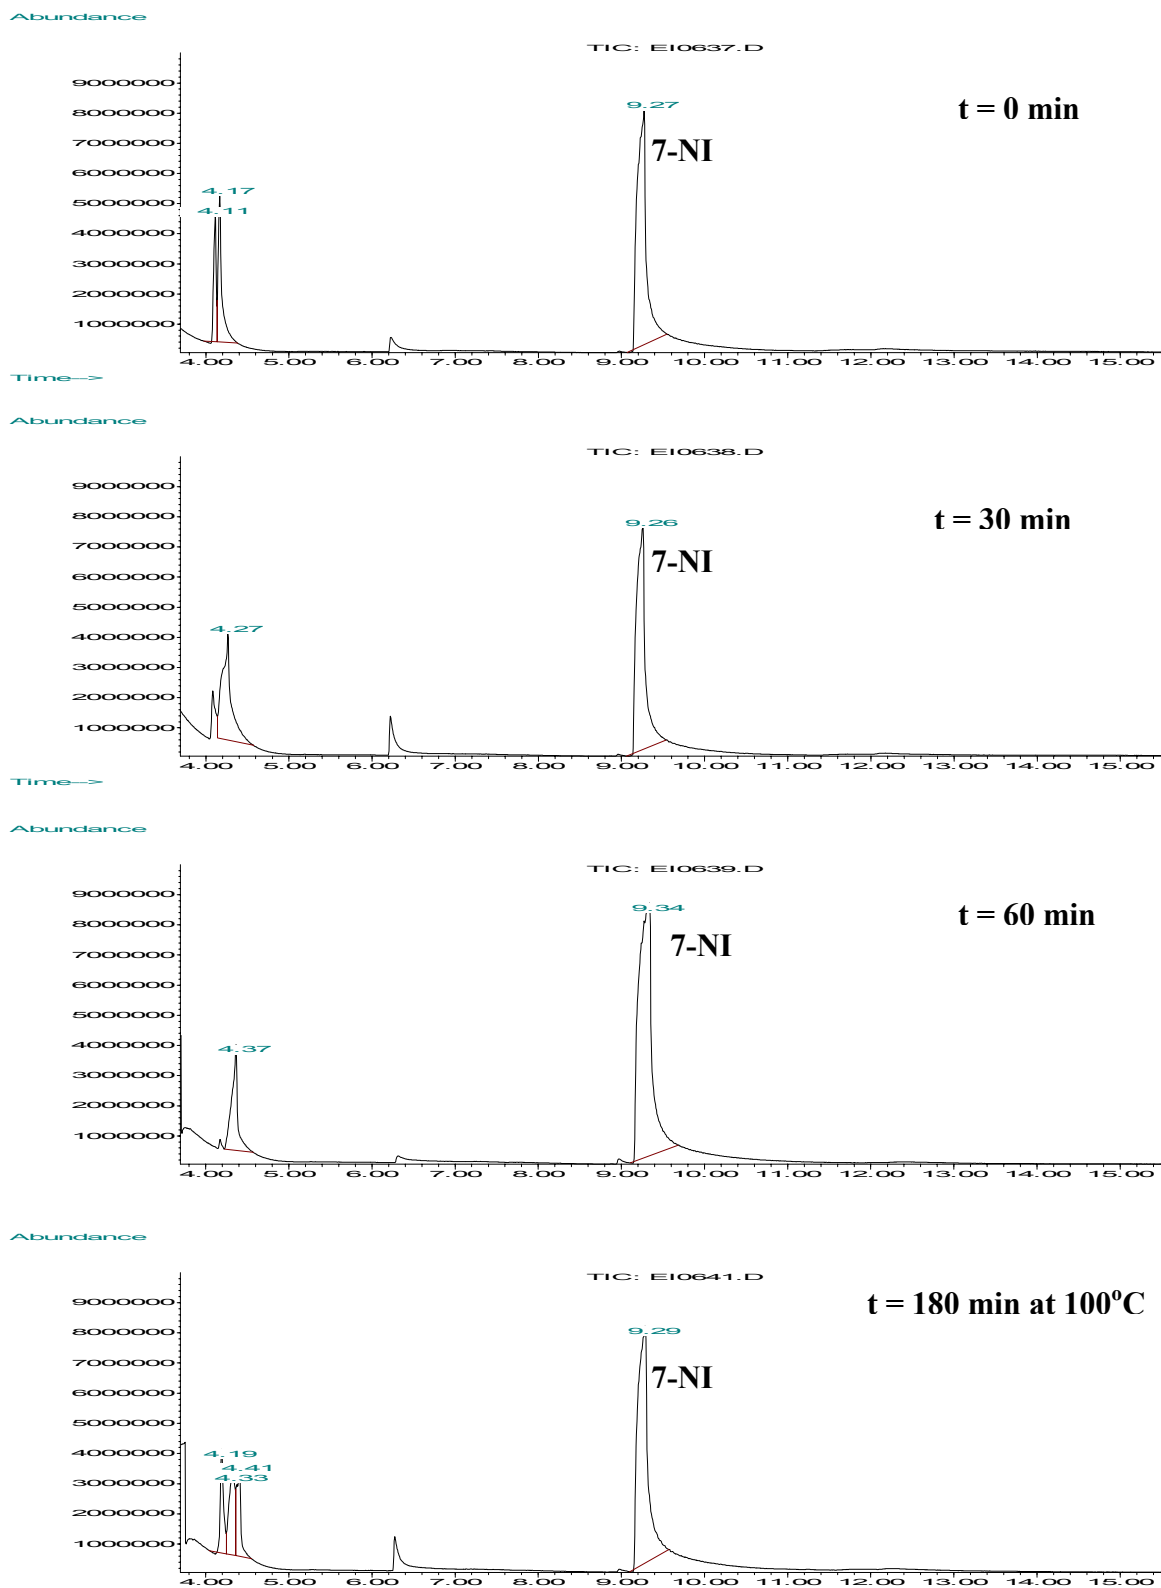 Abundance
TIC: EI0637.D
t = 0 min
9000000
8000000
7000000
6000000
5000000
4000000
3000000
2000000
1000000
9.27
7-NI
4.17
4.11
4.00 5.00 6.00 7.00 8.00 9.00 10.00 11.00 12.00 13.00 14.00 15.00
Time-->
Abundance
TIC: EI0638.D
t = 30 min
9000000
8000000
7000000
6000000
5000000
4000000
3000000
2000000
1000000
9.26
7-NI
4.27
4.00 5.00 6.00 7.00 8.00 9.00 10.00 11.00 12.00 13.00 14.00 15.00
Time-->
Abundance
TIC: EI0639.D
t = 60 min
9000000
8000000
7000000
6000000
5000000
4000000
3000000
2000000
1000000
9.34
7-NI
4.37
4.00 5.00 6.00 7.00 8.00 9.00 10.00 11.00 12.00 13.00 14.00 15.00
Abundance
TIC: EI0641.D
t = 180 min at 100°C
9000000
8000000
7000000
6000000
5000000
4000000
3000000
2000000
1000000
9.29
7-NI
4.19
4.41
4.33
4.00 5.00 6.00 7.00 8.00 9.00 10.00 11.00 12.00 13.00 14.00 15.00